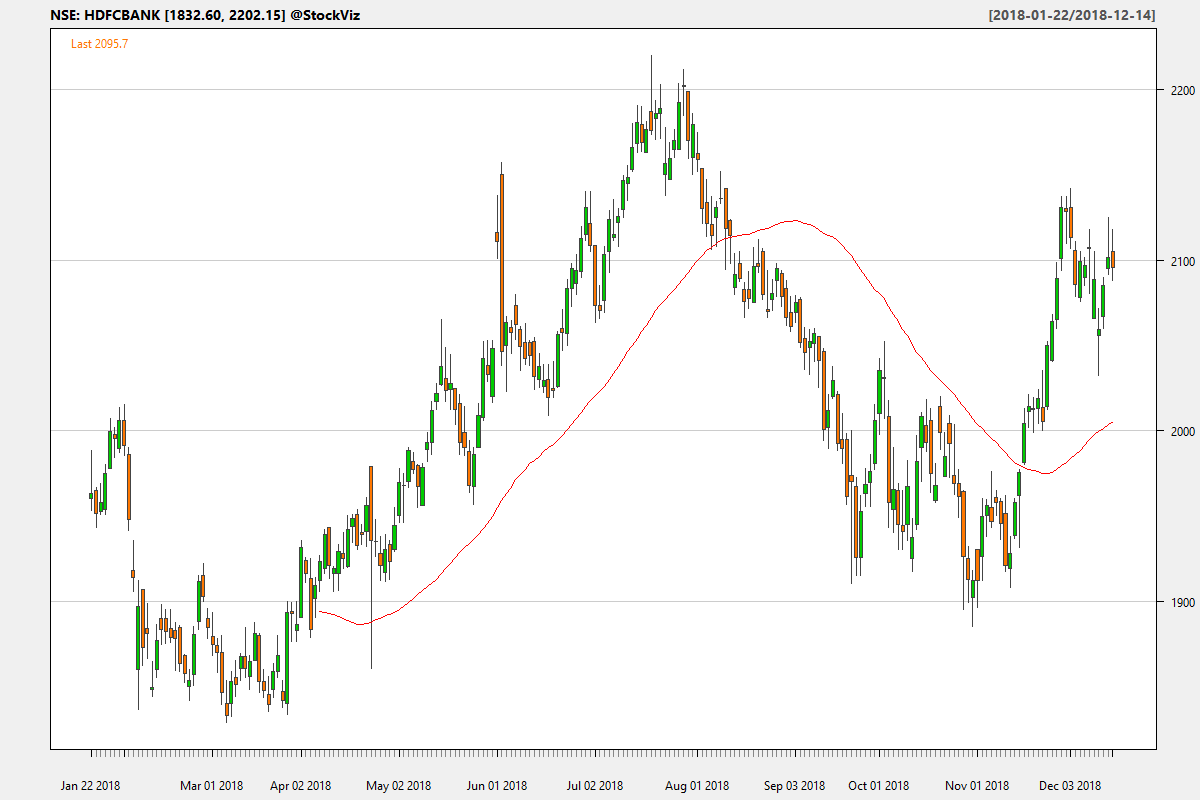 NSE: HDFCBANK [1832.60, 2202.15] @StockViz
[2018-01-22/2018-12-14]
Last 2095.7
2200
2100
2000
1900
Jan 22 2018 Mar 01 2018 Apr 02 2018 May 02 2018 Jun 01 2018 Jul 02 2018 Aug 01 2018 Sep 03 2018 Oct 01 2018 Nov 01 2018 Dec 03 2018